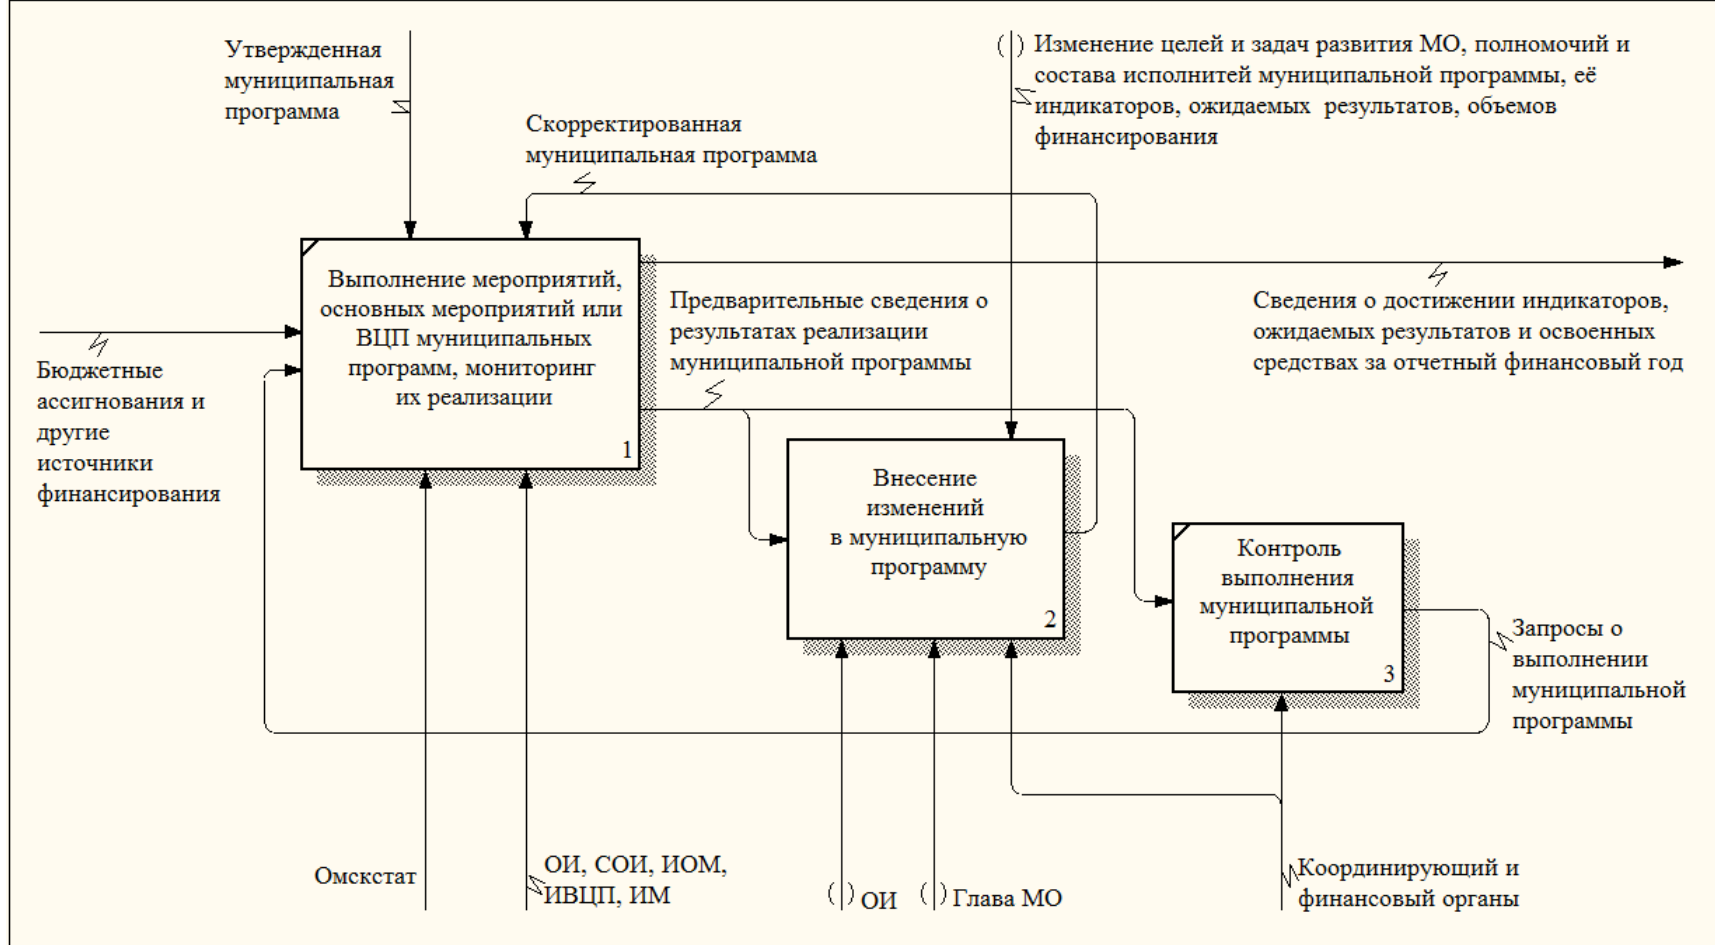 Утвержденная
муниципальная
программа
Скорректированная
муниципальная программа
( ) Изменение целей и задач развития МО, полномочий и
состава исполнитей муниципальной программы, её
индикаторов, ожидаемых результатов, объемов
финансирования
Выполнение мероприятий,
основных мероприятий или
ВЦП муниципальных
программ, мониторинг
их реализации
1
Предварительные сведения о
результатах реализации
муниципальной программы
Сведения о достижении индикаторов,
ожидаемых результатов и освоенных
средствах за отчетный финансовый год
Бюджетные
ассигнования и
другие
источники
финансирования
Внесение
изменений
в муниципальную
программу
2
Контроль
выполнения
муниципальной
программы
3
Запросы о
выполнении
муниципальной
программы
Омскстат
ОИ, СОИ, ИОМ,
ИВЦП, ИМ
( ) ОИ
( ) Глава МО
Координирующий и
финансовый органы